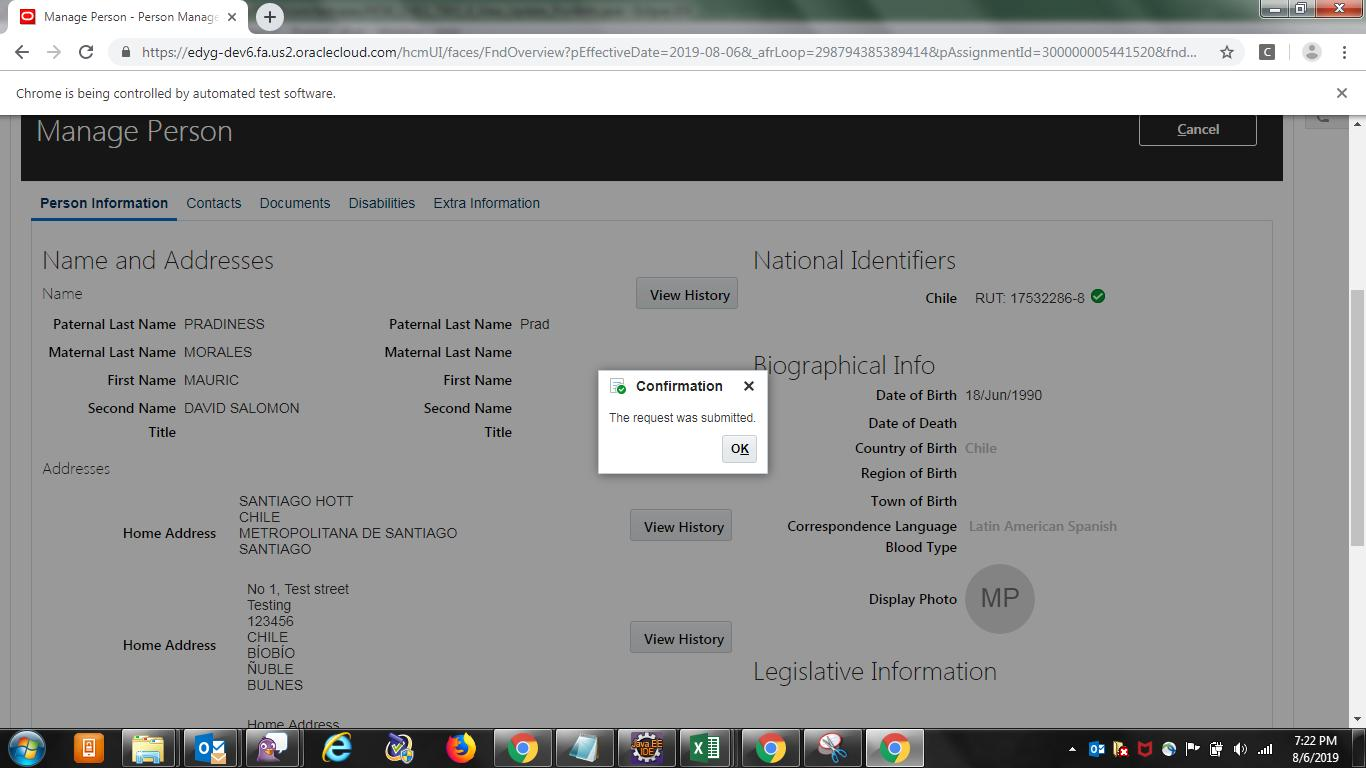 Manage Person - Person Manage
https://edyg-dev6.fa.us2.oraclecloud.com/hcmUI/faces/FndOverview?pEffectiveDate=2019-08-06&_afrLoop=298794385389414&pAssignmentId=300000005441520&fnd...
C
Chrome is being controlled by automated test software.
Manage Person
Cancel
Person Information Contacts Documents Disabilities Extra Information
Name and Addresses
Name
View History
Paternal Last Name PRADINESS
Paternal Last Name Prad
Maternal Last Name MORALES
Maternal Last Name
First Name MAURIC
First Name
Second Name DAVID SALOMON
Second Name
Title
Title
Addresses
Home Address
SANTIAGO HOTT
CHILE
METROPOLITANA DE SANTIAGO
SANTIAGO
View History
Home Address
No 1, Test street
Testing
123456
CHILE
BÍOBÍO
ÑUBLE
BULNES
View History
Home Address
National Identifiers
Chile RUT: 17532286-8
Biographical Info
Date of Birth 18/Jun/1990
Date of Death
Country of Birth Chile
Region of Birth
Town of Birth
Correspondence Language Latin American Spanish
Blood Type
Display Photo MP
Legislative Information
Confirmation
The request was submitted.
OK
Java EE
IDE
7:22 PM
8/6/2019